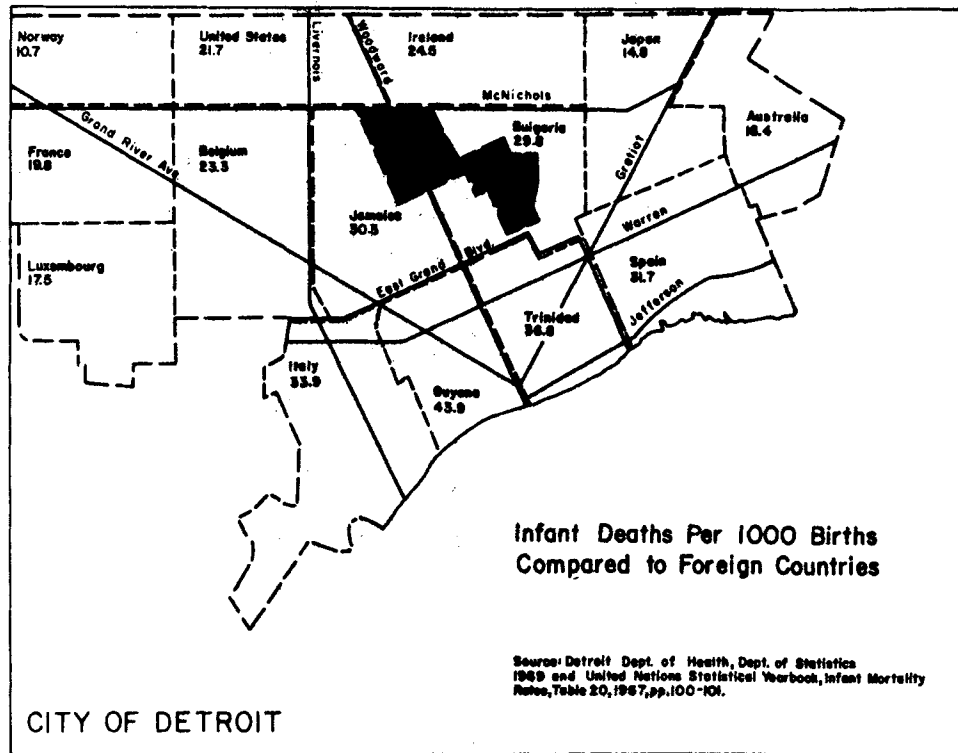 Norway
10.7
United States
21.7
Livernois
Woodward
Ireland
24.5
Japan
14.8
McNichols
Grand River Ave
France
19.8
Belgium
23.3
Bulgaria
29.8
Gratiot
Australia
18.4
Jamaica
30.5
East Grand Blvd.
Warren
Luxembourg
17.5
Spain
31.7
Jefferson
Trinidad
36.8
Italy
33.9
Guyana
43.9
Infant Deaths Per 1000 Births
Compared to Foreign Countries
Source: Detroit Dept. of Health, Dept. of Statistics
1969 and United Nations Statistical Yearbook, Infant Mortality
Rates, Table 20, 1967, pp. 100-101.
CITY OF DETROIT